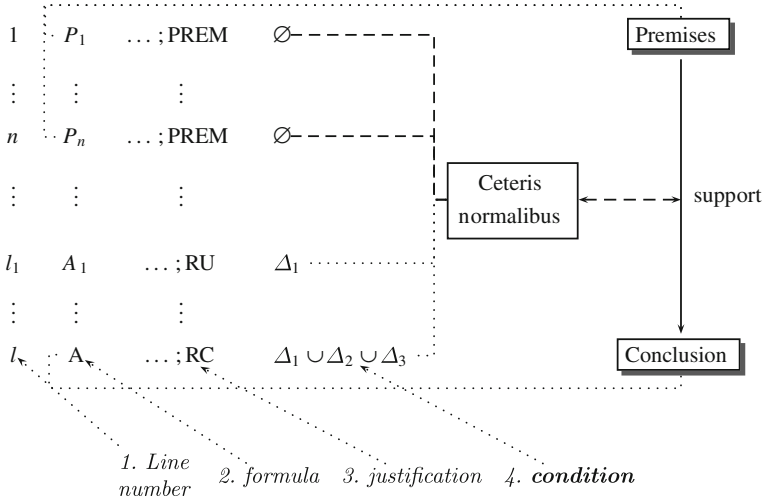 1 P₁ … ; PREM ∅ Premises
⋮ ⋮ ⋮
n Pₙ … ; PREM ∅
Ceteris
normalibus
support
⋮ ⋮ ⋮
l₁ A₁ … ; RU Δ₁
⋮ ⋮ ⋮
l A … ; RC Δ₁ ∪ Δ₂ ∪ Δ₃ Conclusion
1. Line
number
2. formula
3. justification
4. condition